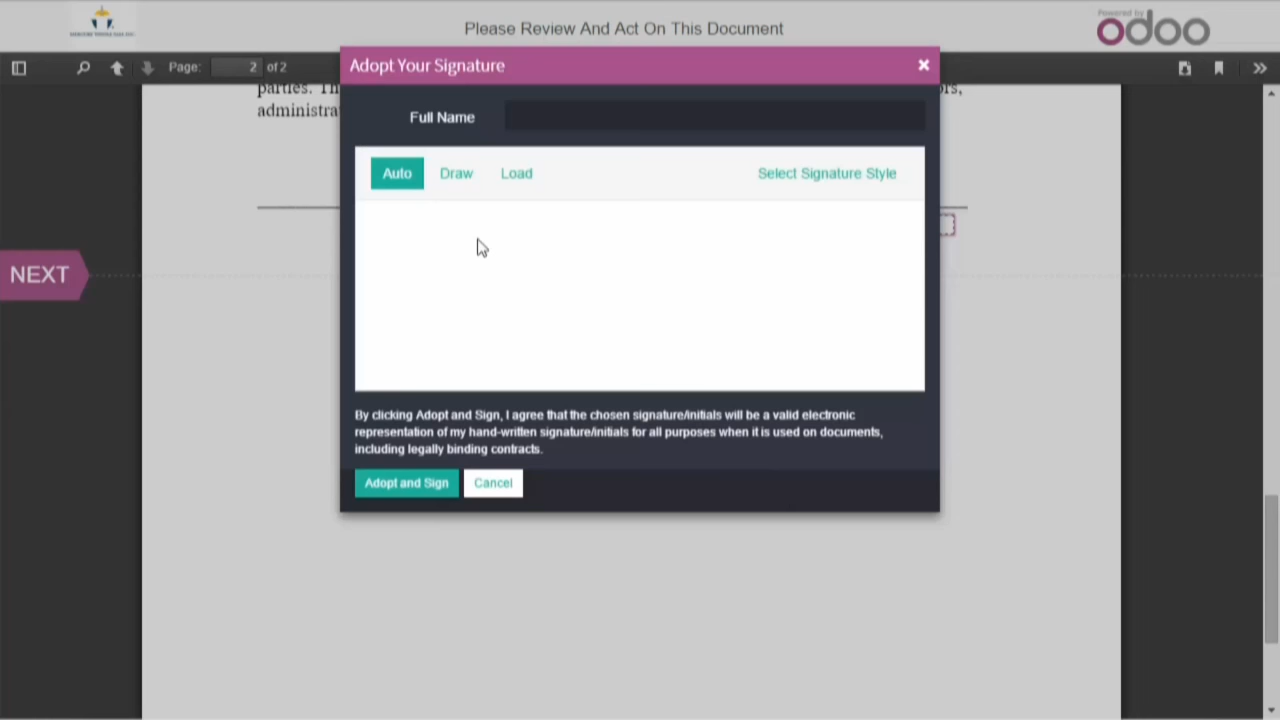 Please Review And Act On This Document
Powered by
odoo
Page: 2 of 2
Adopt Your Signature
parties. Th
ors,
administra
Full Name
Auto Draw Load Select Signature Style
NEXT
By clicking Adopt and Sign, I agree that the chosen signature/initials will be a valid electronic
representation of my hand-written signature/initials for all purposes when it is used on documents,
including legally binding contracts.
Adopt and Sign Cancel